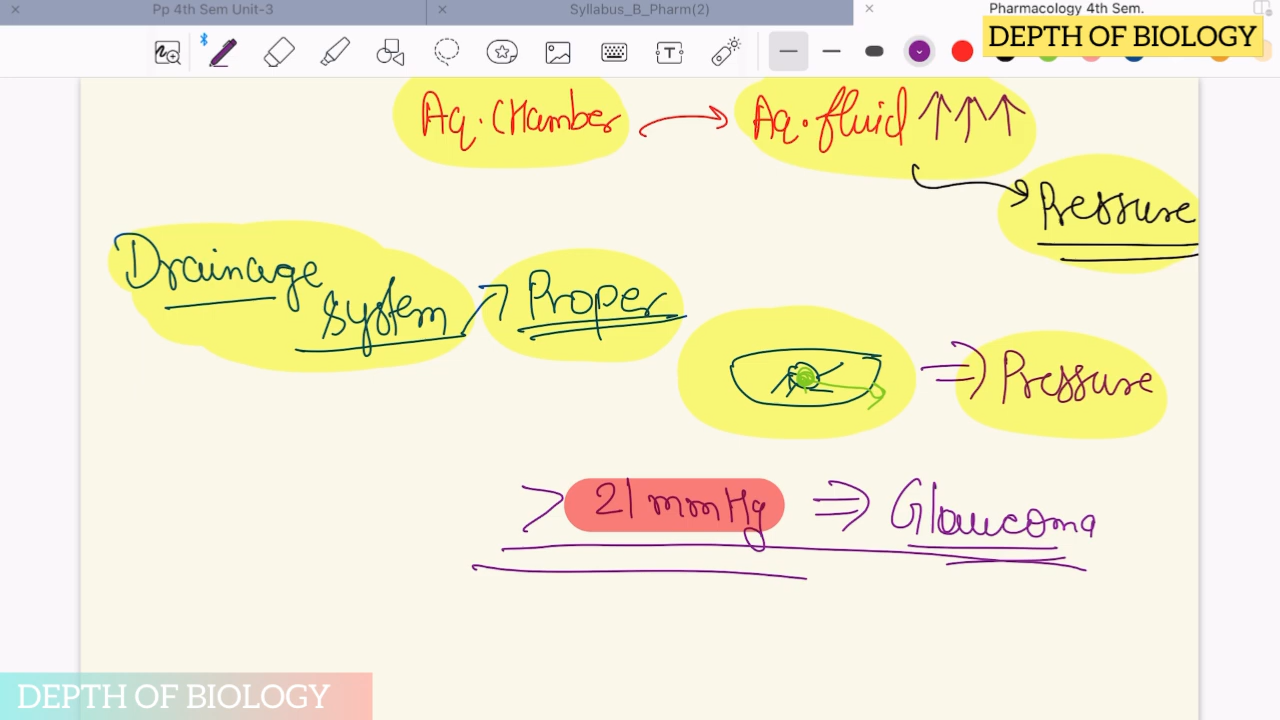 Pp 4th Sem Unit-3
Syllabus_B_Pharm(2)
Pharmacology 4th Sem.
DEPTH OF BIOLOGY
Aq. Chamber → Aq. fluid ↑↑↑
Pressure
Drainage
system → Proper
⇒ Pressure
> 21 mmHg ⇒ Glaucoma
DEPTH OF BIOLOGY